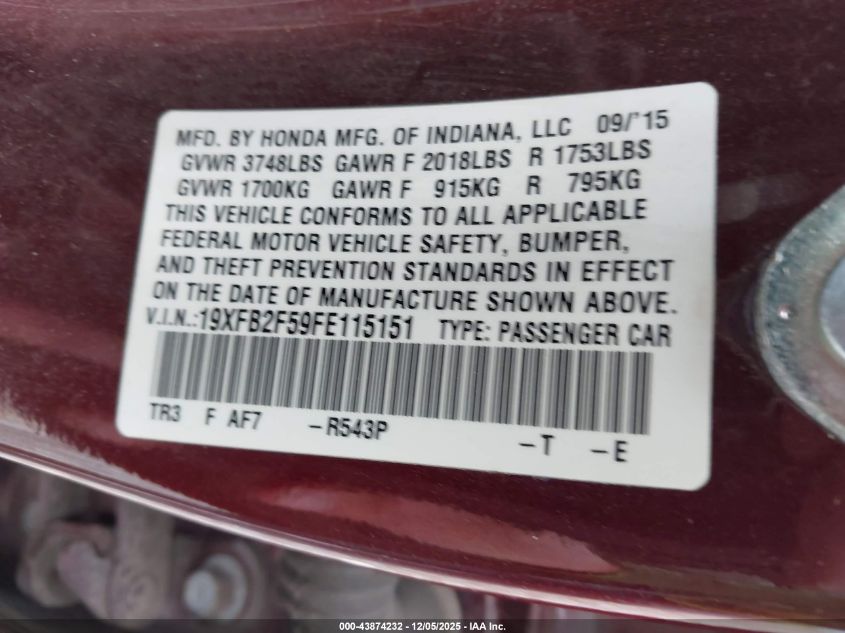 MFD. BY HONDA MFG. OF INDIANA, LLC 09/'15
GVWR 3748LBS GAWR F 2018LBS R 1753LBS
GVWR 1700KG GAWR F 915KG R 795KG
THIS VEHICLE CONFORMS TO ALL APPLICABLE
FEDERAL MOTOR VEHICLE SAFETY, BUMPER,
AND THEFT PREVENTION STANDARDS IN EFFECT
ON THE DATE OF MANUFACTURE SHOWN ABOVE.
V.I.N.:19XFB2F59FE115151 TYPE: PASSENGER CAR
TR3 F AF7 –R543P –T –E
000-43874232 - 12/05/2025 - IAA, Inc.